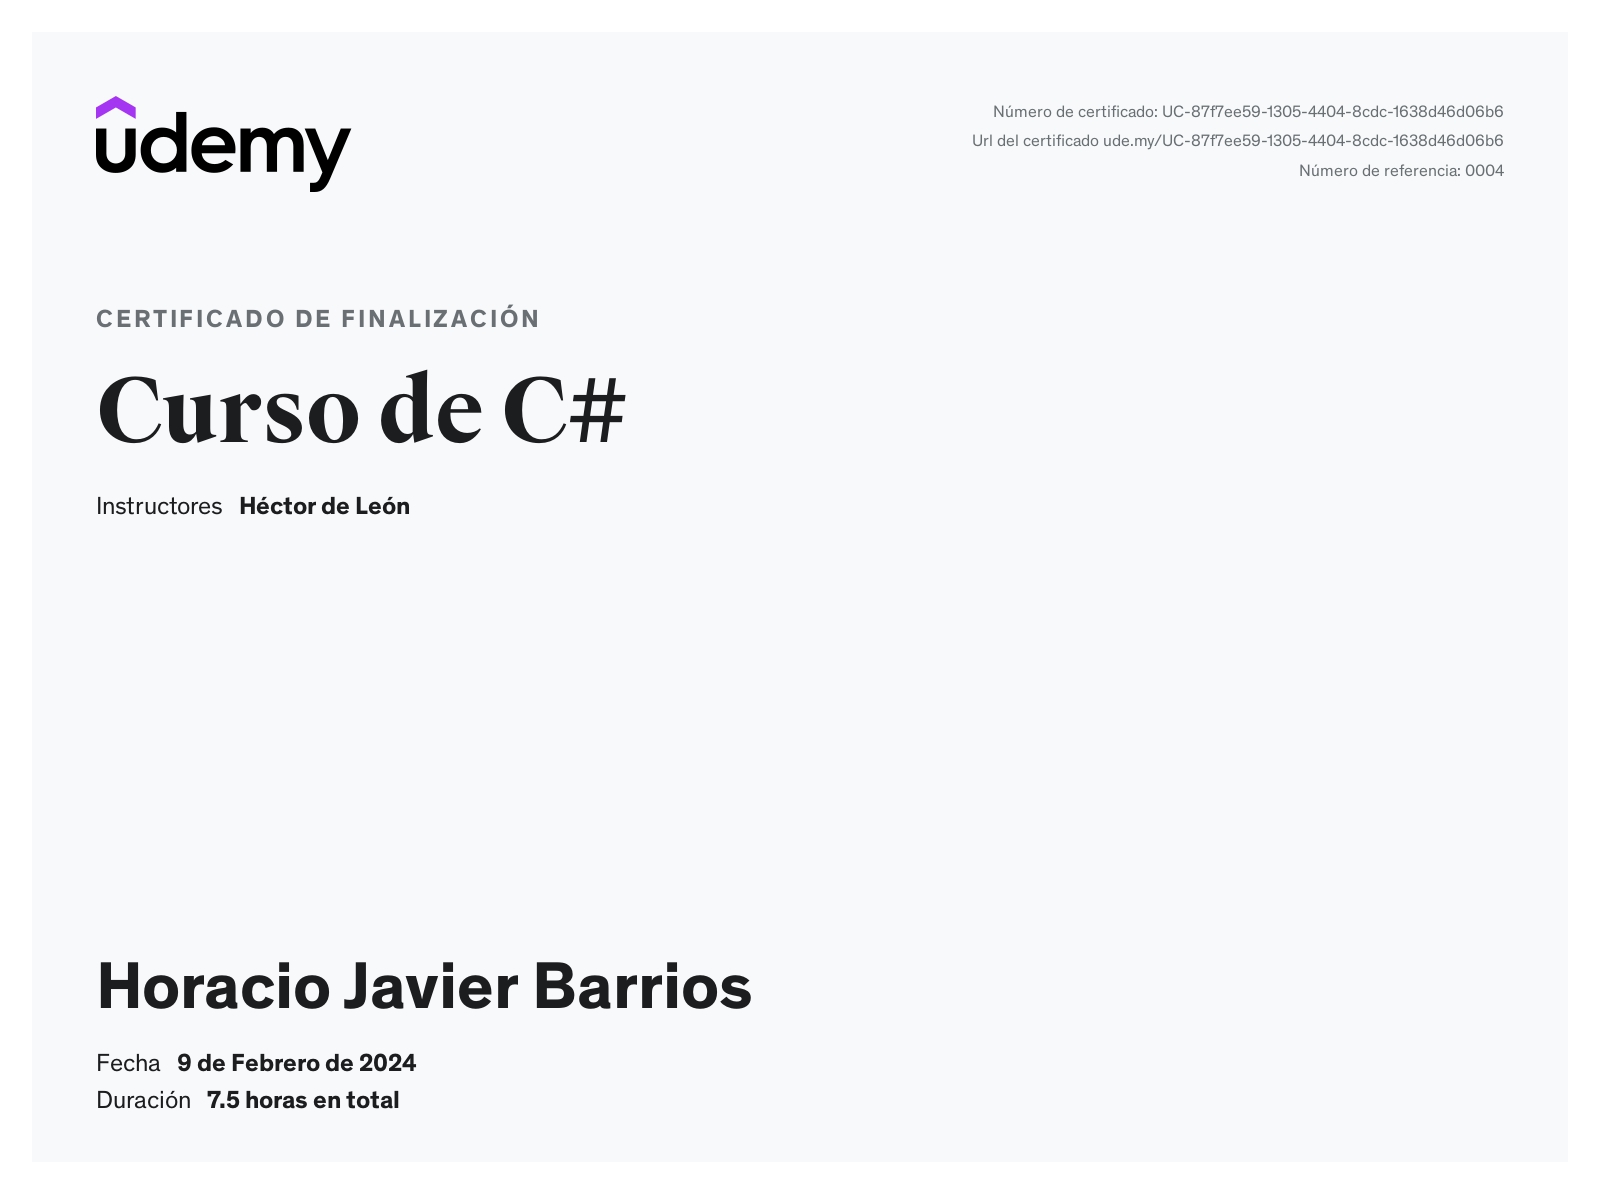 udemy
Número de certificado: UC-87f7ee59-1305-4404-8cdc-1638d46d06b6
Url del certificado ude.my/UC-87f7ee59-1305-4404-8cdc-1638d46d06b6
Número de referencia: 0004
CERTIFICADO DE FINALIZACIÓN
Curso de C#
Instructores Héctor de León
Horacio Javier Barrios
Fecha 9 de Febrero de 2024
Duración 7.5 horas en total